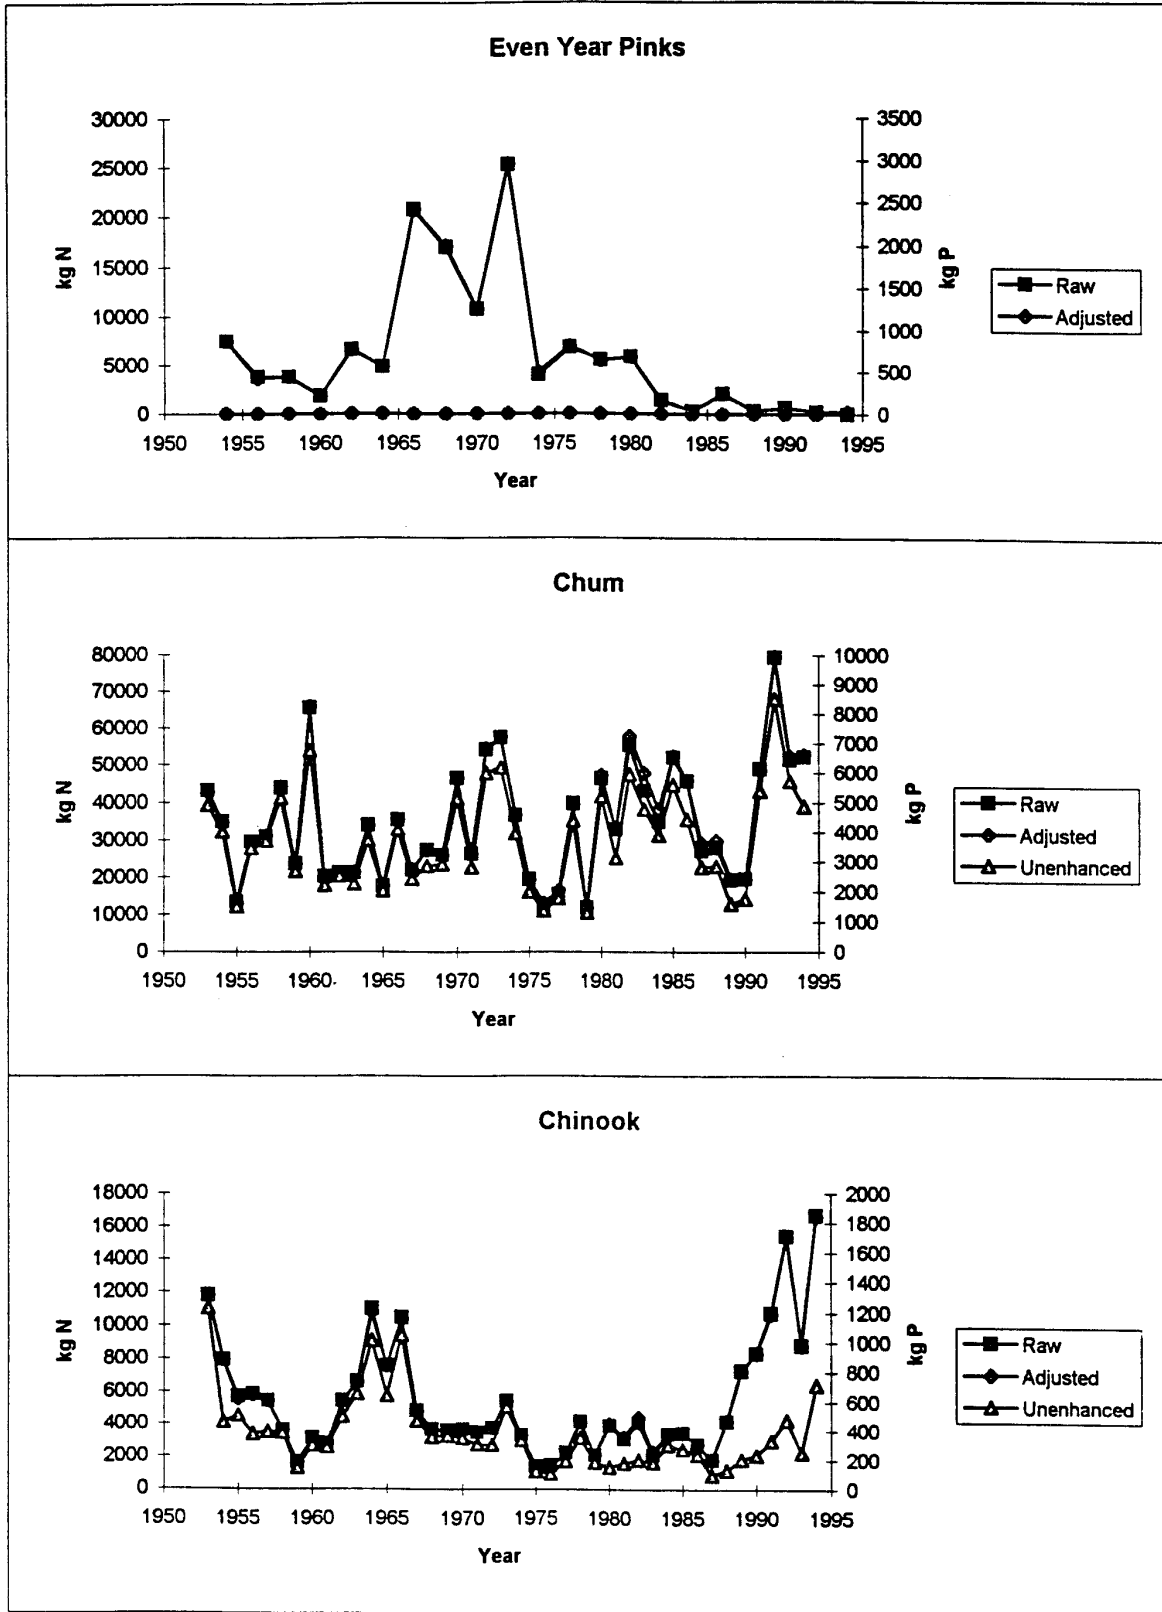 Even Year Pinks
30000
25000
20000
15000
10000
5000
0
kg N
3500
3000
2500
2000
1500
1000
500
0
kg P
1950 1955 1960 1965 1970 1975 1980 1985 1990 1995
Year
Raw
Adjusted
Chum
80000
70000
60000
50000
40000
30000
20000
10000
0
kg N
10000
9000
8000
7000
6000
5000
4000
3000
2000
1000
0
kg P
1950 1955 1960 1965 1970 1975 1980 1985 1990 1995
Year
Raw
Adjusted
Unenhanced
Chinook
18000
16000
14000
12000
10000
8000
6000
4000
2000
0
kg N
2000
1800
1600
1400
1200
1000
800
600
400
200
0
kg P
1950 1955 1960 1965 1970 1975 1980 1985 1990 1995
Year
Raw
Adjusted
Unenhanced